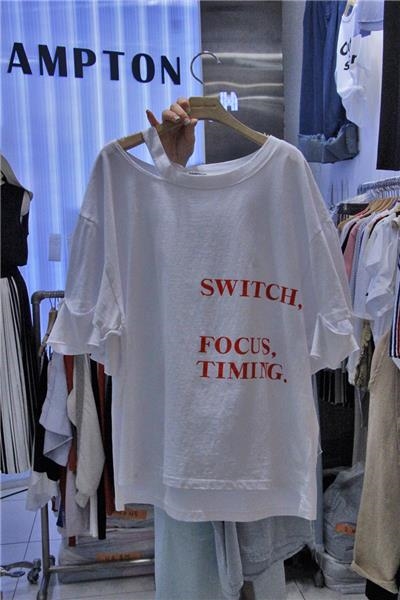 AMPTON
SWITCH,
FOCUS,
TIMING.